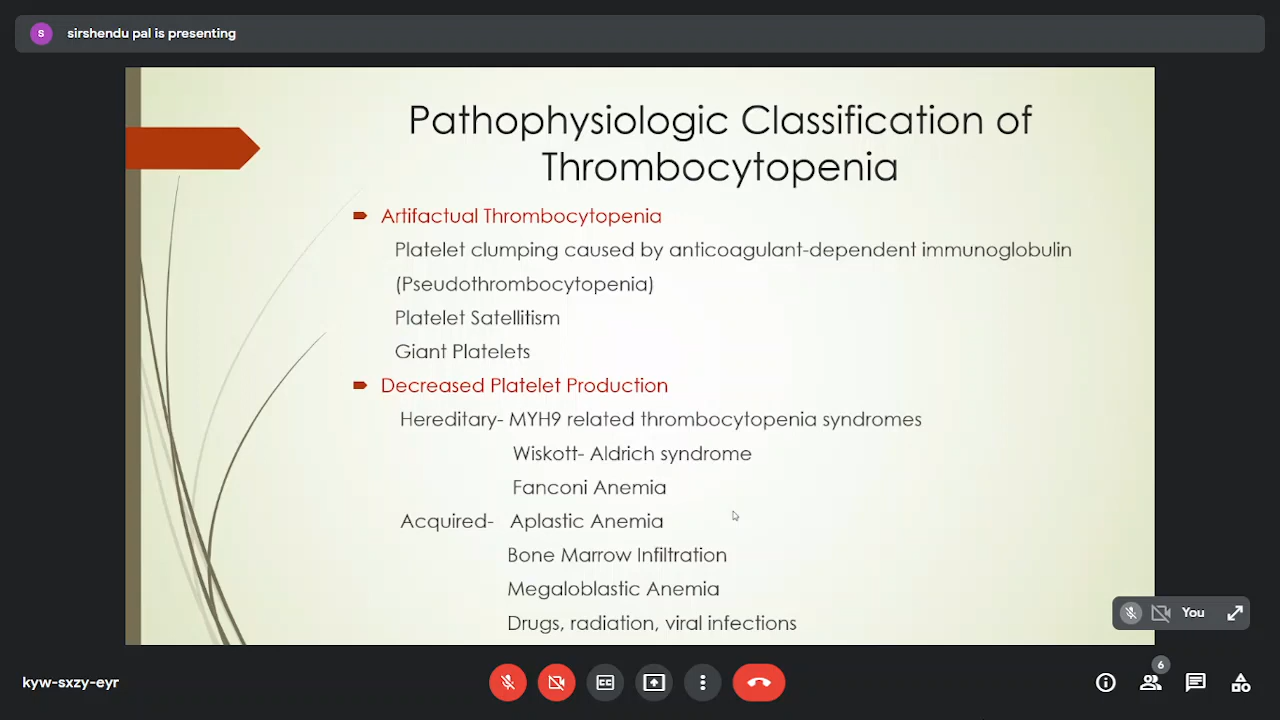 S
sirshendu pal is presenting
Pathophysiologic Classification of
Thrombocytopenia
Artifactual Thrombocytopenia
Platelet clumping caused by anticoagulant-dependent immunoglobulin
(Pseudothrombocytopenia)
Platelet Satellitism
Giant Platelets
Decreased Platelet Production
Hereditary- MYH9 related thrombocytopenia syndromes
Wiskott- Aldrich syndrome
Fanconi Anemia
Acquired- Aplastic Anemia
Bone Marrow Infiltration
Megaloblastic Anemia
Drugs, radiation, viral infections
You
kyw-sxzy-eyr
CC
6